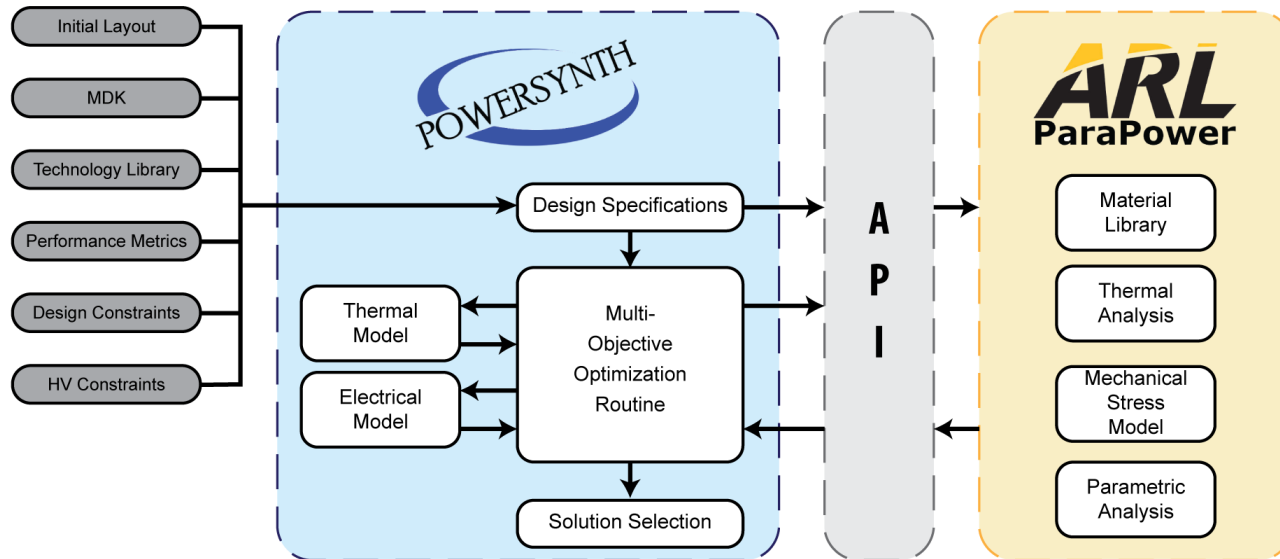 Initial Layout
MDK
Technology Library
Performance Metrics
Design Constraints
HV Constraints
POWERSYNTH
Design Specifications
Thermal
Model
Electrical
Model
Multi-
Objective
Optimization
Routine
Solution Selection
A
P
I
ARL
ParaPower
Material
Library
Thermal
Analysis
Mechanical
Stress
Model
Parametric
Analysis